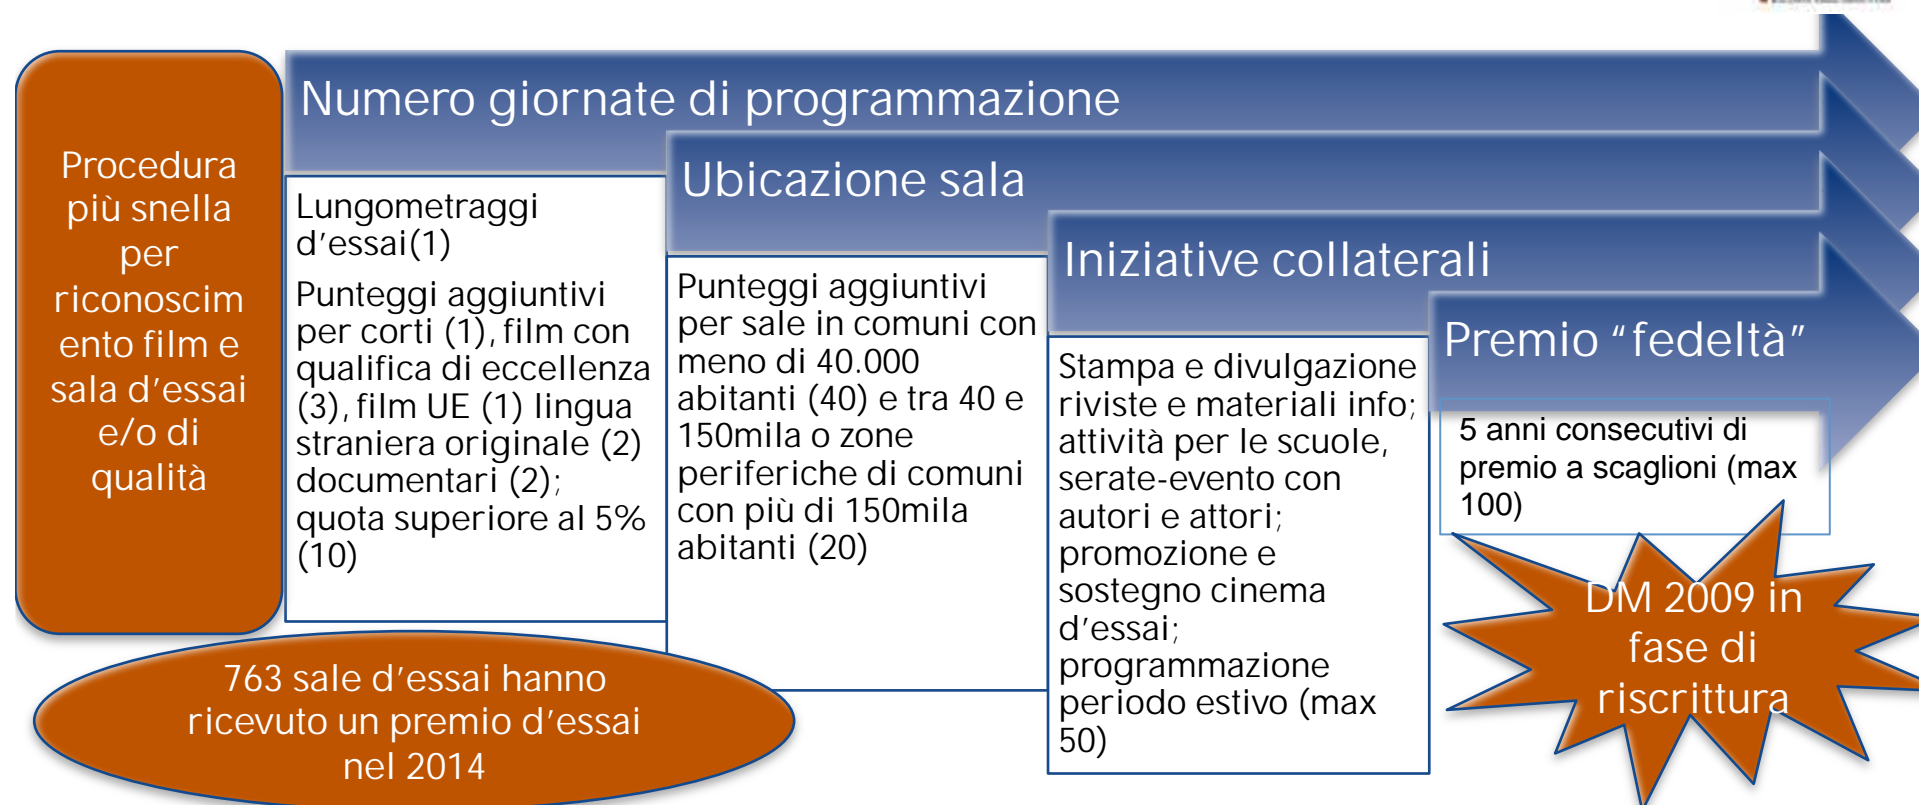 Procedura
più snella
per
riconoscim
ento film e
sala d’essai
e/o di
qualità
Numero giornate di programmazione
Lungometraggi
d’essai(1)
Punteggi aggiuntivi
per corti (1), film con
qualifica di eccellenza
(3), film UE (1) lingua
straniera originale (2)
documentari (2);
quota superiore al 5%
(10)
Ubicazione sala
Punteggi aggiuntivi
per sale in comuni con
meno di 40.000
abitanti (40) e tra 40 e
150mila o zone
periferiche di comuni
con più di 150mila
abitanti (20)
Iniziative collaterali
Stampa e divulgazione
riviste e materiali info;
attività per le scuole,
serate-evento con
autori e attori;
promozione e
sostegno cinema
d’essai;
programmazione
periodo estivo (max
50)
Premio “fedeltà”
5 anni consecutivi di
premio a scaglioni (max
100)
763 sale d’essai hanno
ricevuto un premio d’essai
nel 2014
DM 2009 in
fase di
riscrittura